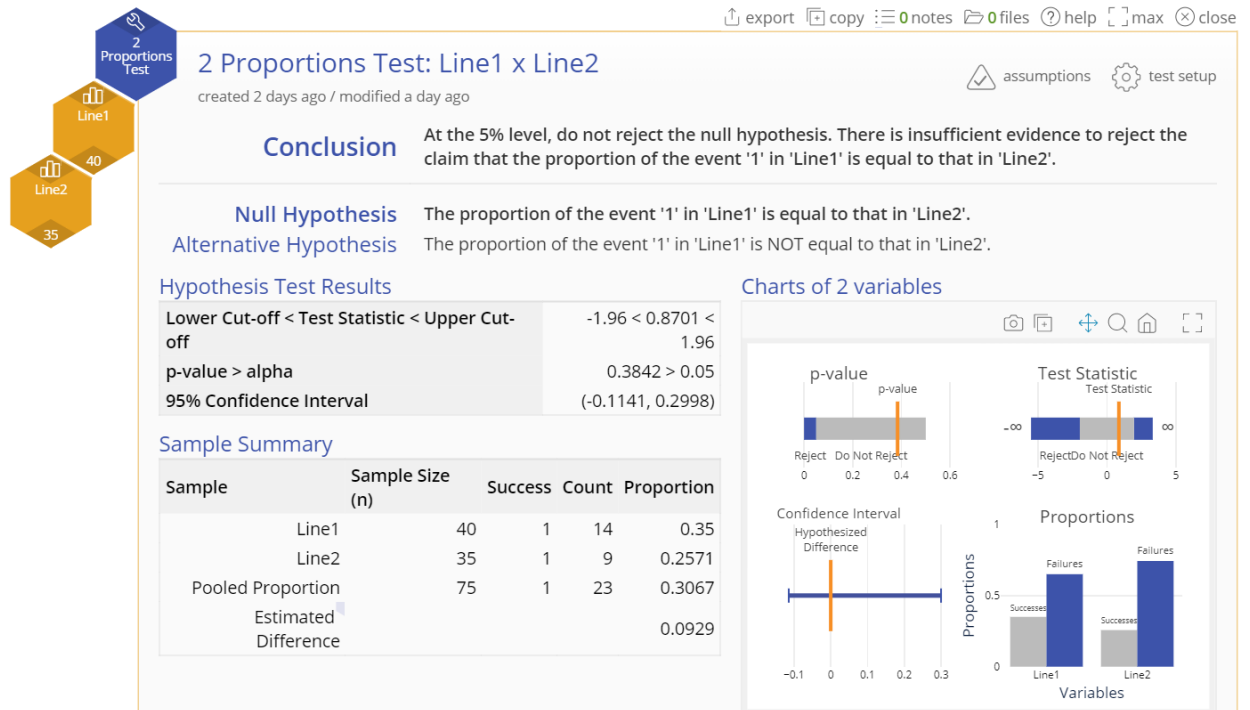 export copy 0 notes 0 files help max close
2
Proportions
Test
Line1
40
Line2
35
2 Proportions Test: Line1 x Line2
created 2 days ago / modified a day ago
assumptions test setup
Conclusion
At the 5% level, do not reject the null hypothesis. There is insufficient evidence to reject the
claim that the proportion of the event '1' in 'Line1' is equal to that in 'Line2'.
Null Hypothesis The proportion of the event '1' in 'Line1' is equal to that in 'Line2'.
Alternative Hypothesis The proportion of the event '1' in 'Line1' is NOT equal to that in 'Line2'.
Hypothesis Test Results
Lower Cut-off < Test Statistic < Upper Cut-
off
-1.96 < 0.8701 <
1.96
p-value > alpha 0.3842 > 0.05
95% Confidence Interval (-0.1141, 0.2998)
Sample Summary
Sample Sample Size
(n) Success Count Proportion
Line1 40 1 14 0.35
Line2 35 1 9 0.2571
Pooled Proportion 75 1 23 0.3067
Estimated
Difference 0.0929
Charts of 2 variables
p-value
p-value
Reject Do Not Reject
0 0.2 0.4 0.6
Test Statistic
Test Statistic
-∞ ∞
Reject Do Not Reject
−5 0 5
Confidence Interval
Hypothesized
Difference
−0.1 0 0.1 0.2 0.3
Proportions
Proportions
1
0.5
0
Successes
Failures
Successes
Failures
Line1 Line2
Variables